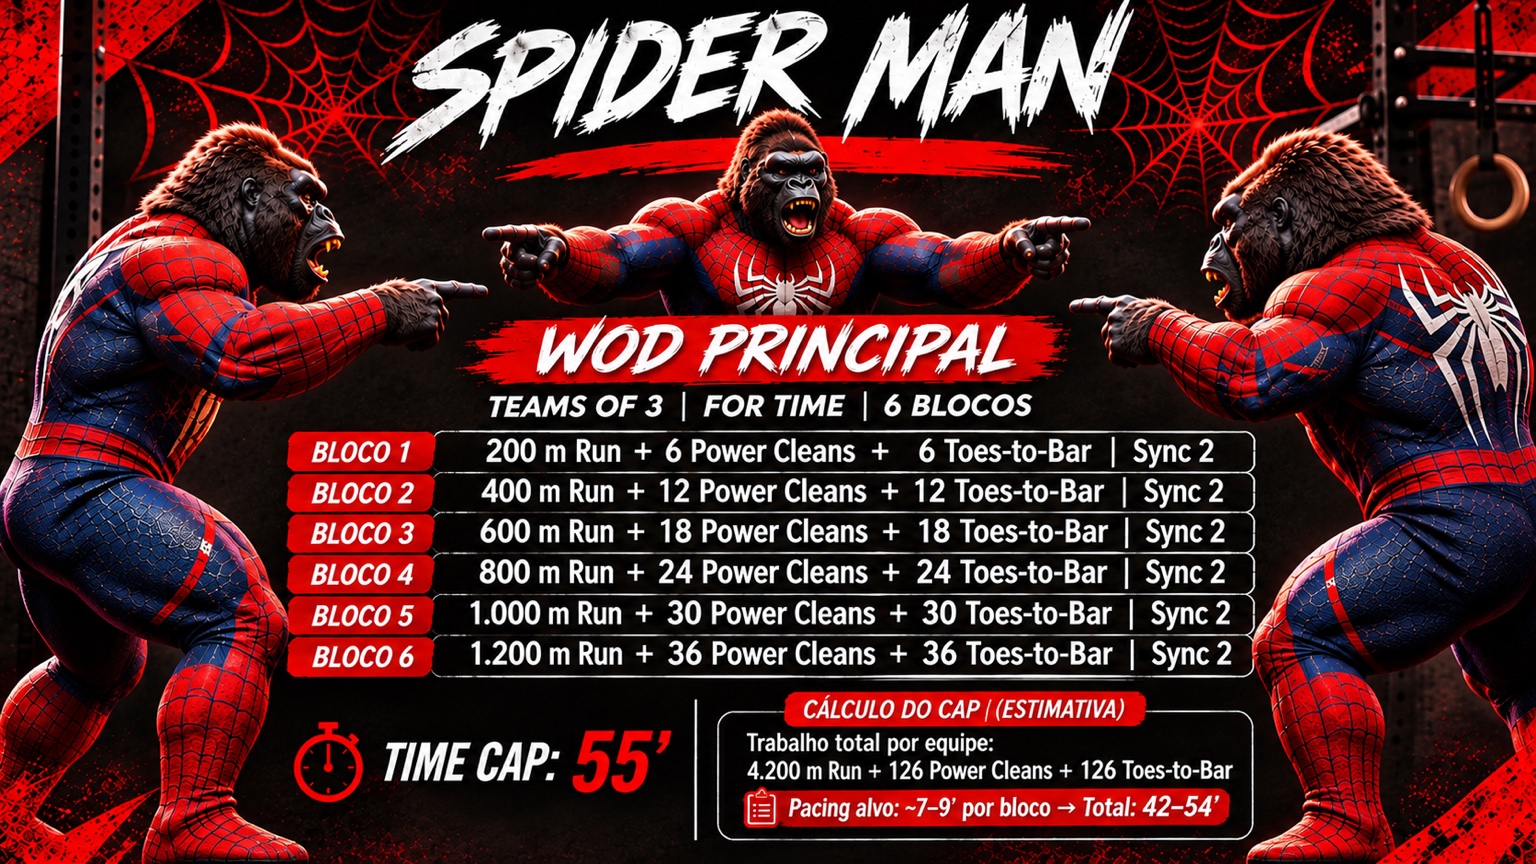 SPIDER MAN
WOD PRINCIPAL
TEAMS OF 3 | FOR TIME | 6 BLOCOS
BLOCO 1 200 m Run + 6 Power Cleans + 6 Toes-to-Bar | Sync 2
BLOCO 2 400 m Run + 12 Power Cleans + 12 Toes-to-Bar | Sync 2
BLOCO 3 600 m Run + 18 Power Cleans + 18 Toes-to-Bar | Sync 2
BLOCO 4 800 m Run + 24 Power Cleans + 24 Toes-to-Bar | Sync 2
BLOCO 5 1.000 m Run + 30 Power Cleans + 30 Toes-to-Bar | Sync 2
BLOCO 6 1.200 m Run + 36 Power Cleans + 36 Toes-to-Bar | Sync 2
TIME CAP: 55’
CÁLCULO DO CAP | (ESTIMATIVA)
Trabalho total por equipe:
4.200 m Run + 126 Power Cleans + 126 Toes-to-Bar
Pacing alvo: ~7–9’ por bloco → Total: 42–54’